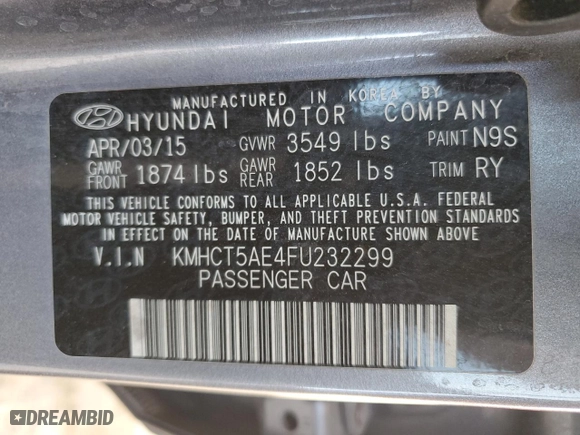 MANUFACTURED IN KOREA BY
HYUNDAI MOTOR COMPANY
APR/03/15 GVWR 3549 lbs PAINT N9S
GAWR FRONT 1874 lbs GAWR REAR 1852 lbs TRIM RY
THIS VEHICLE CONFORMS TO ALL APPLICABLE U.S.A. FEDERAL
MOTOR VEHICLE SAFETY, BUMPER, AND THEFT PREVENTION STANDARDS
IN EFFECT ON THE DATE OF MANUFACTURE SHOWN ABOVE.
V.I.N KMHCT5AE4FU232299
PASSENGER CAR
DREAMBID